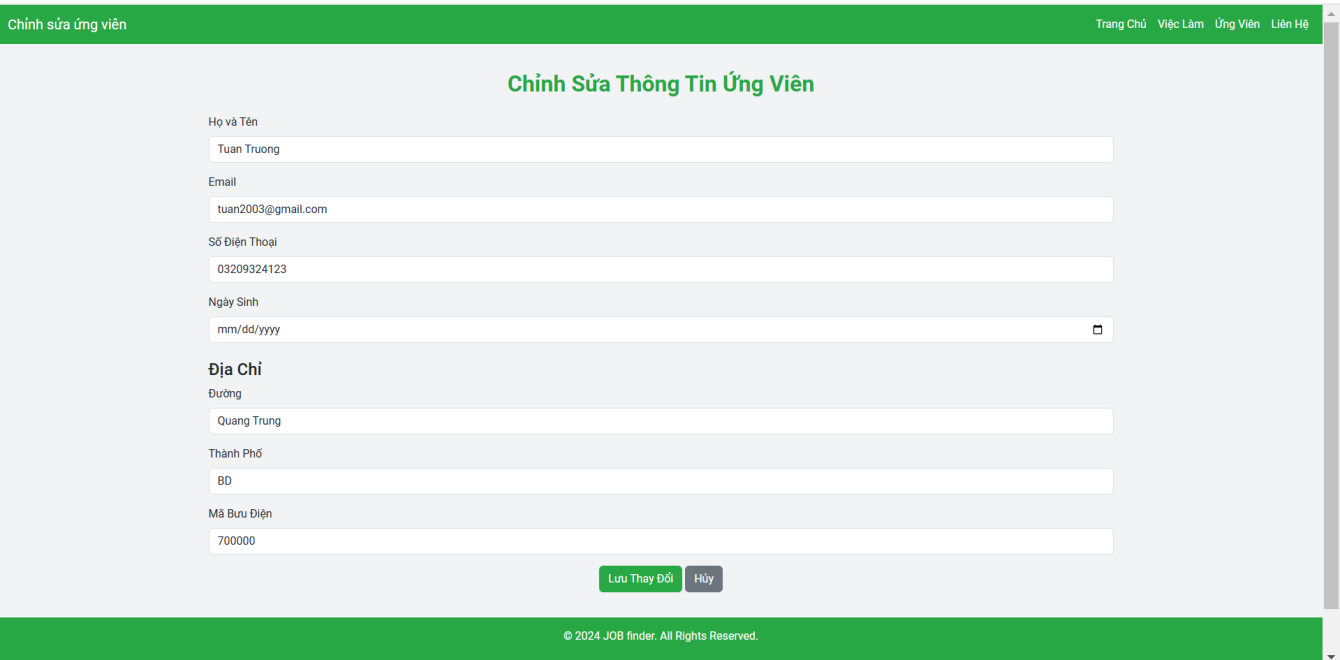 Chỉnh sửa ứng viên
Trang Chủ Việc Làm Ứng Viên Liên Hệ
Chỉnh Sửa Thông Tin Ứng Viên
Họ và Tên
Tuan Truong
Email
tuan2003@gmail.com
Số Điện Thoại
03209324123
Ngày Sinh
mm/dd/yyyy
Địa Chỉ
Đường
Quang Trung
Thành Phố
BD
Mã Bưu Điện
700000
Lưu Thay Đổi Hủy
© 2024 JOB finder. All Rights Reserved.